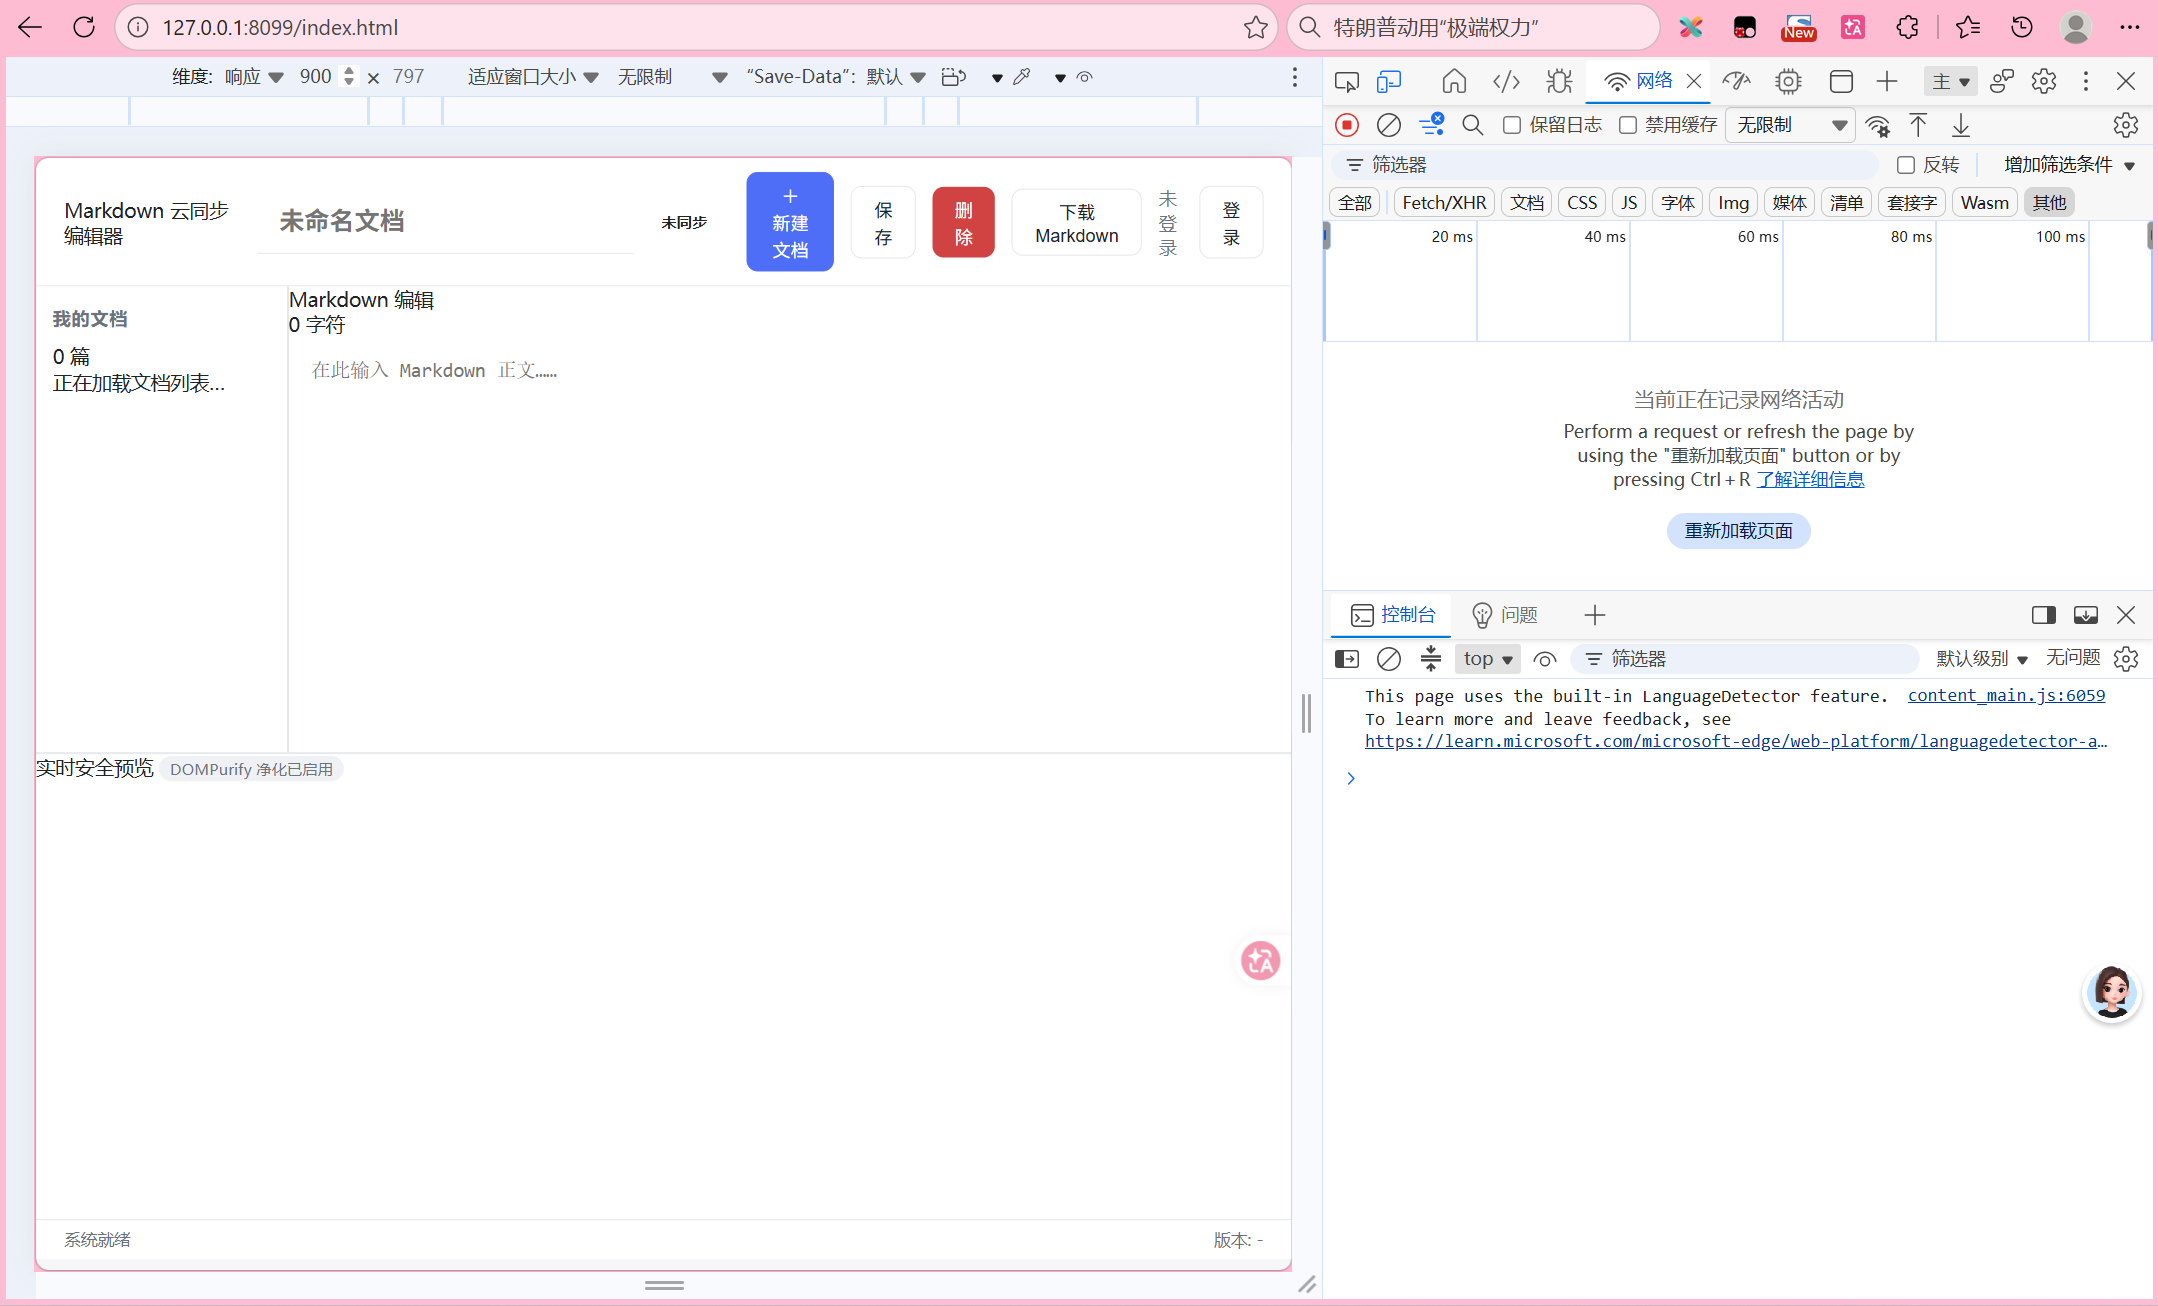 127.0.0.1:8099/index.html
特朗普动用“极端权力”
New
维度: 响应 900 × 797 适应窗口大小 无限制 “Save-Data”: 默认
Markdown 云同步
编辑器
未命名文档
未同步
+
新建
文档
保
存
删
除
下载
Markdown
未
登
录
登
录
我的文档
0 篇
正在加载文档列表...
Markdown 编辑
0 字符
在此输入 Markdown 正文……
实时安全预览 DOMPurify 净化已启用
系统就绪
版本: -
网络
主
保留日志 禁用缓存 无限制
筛选器 反转 增加筛选条件
全部 Fetch/XHR 文档 CSS JS 字体 Img 媒体 清单 套接字 Wasm 其他
20 ms 40 ms 60 ms 80 ms 100 ms
当前正在记录网络活动
Perform a request or refresh the page by
using the "重新加载页面" button or by
pressing Ctrl + R 了解详细信息
重新加载页面
控制台 问题
top 筛选器 默认级别 无问题
This page uses the built-in LanguageDetector feature. content_main.js:6059
To learn more and leave feedback, see
https://learn.microsoft.com/microsoft-edge/web-platform/languagedetector-a…